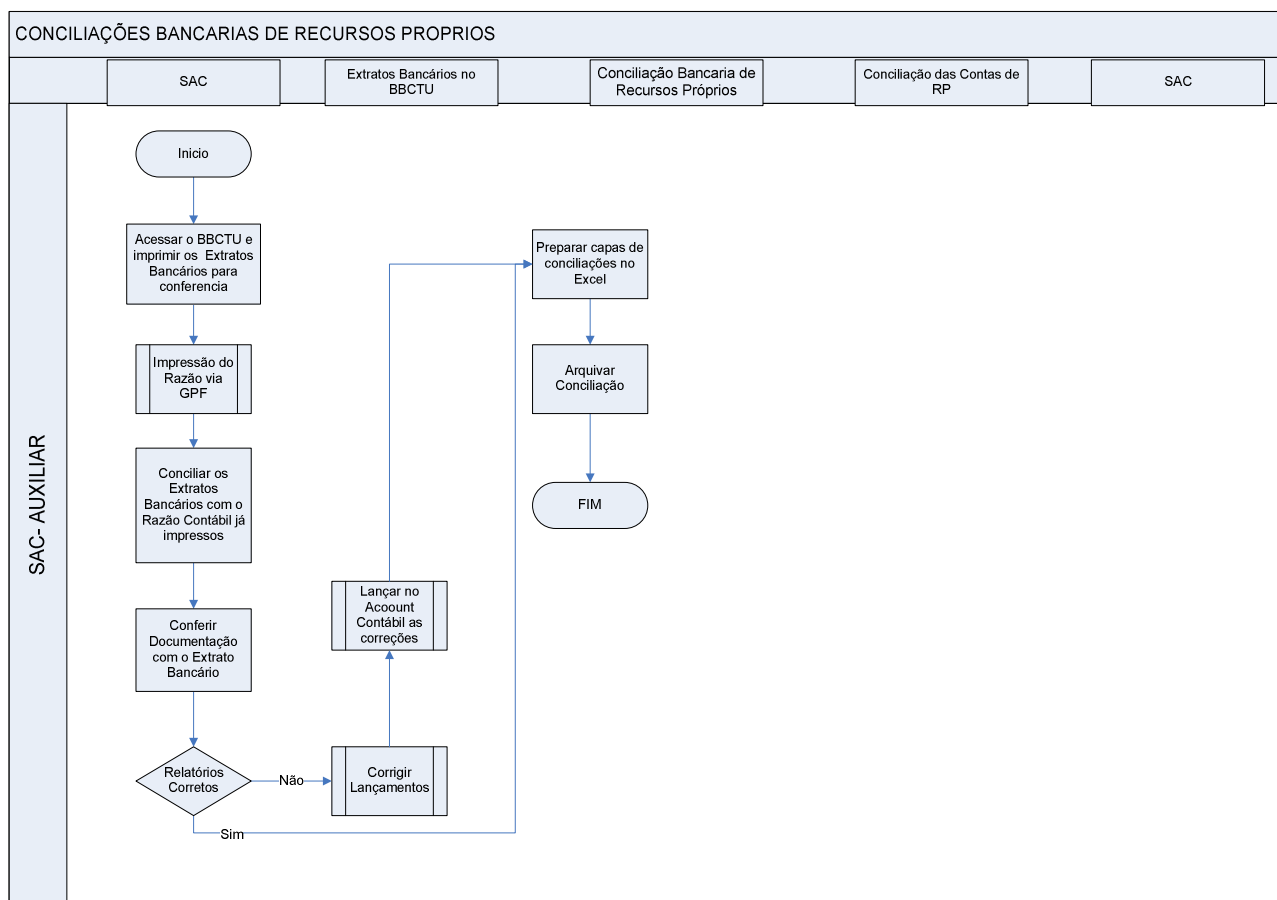 CONCILIAÇÕES BANCARIAS DE RECURSOS PROPRIOS
SAC
Extratos Bancários no
BBCTU
Conciliação Bancaria de
Recursos Próprios
Conciliação das Contas de
RP
SAC
SAC- AUXILIAR
Inicio
Acessar o BBCTU e
imprimir os Extratos
Bancários para
conferencia
Impressão do
Razão via
GPF
Conciliar os
Extratos
Bancários com o
Razão Contábil já
impressos
Conferir
Documentação
com o Extrato
Bancário
Relatórios
Corretos
Não
Sim
Corrigir
Lançamentos
Lançar no
Acoount
Contábil as
correções
Preparar capas de
conciliações no
Excel
Arquivar
Conciliação
FIM